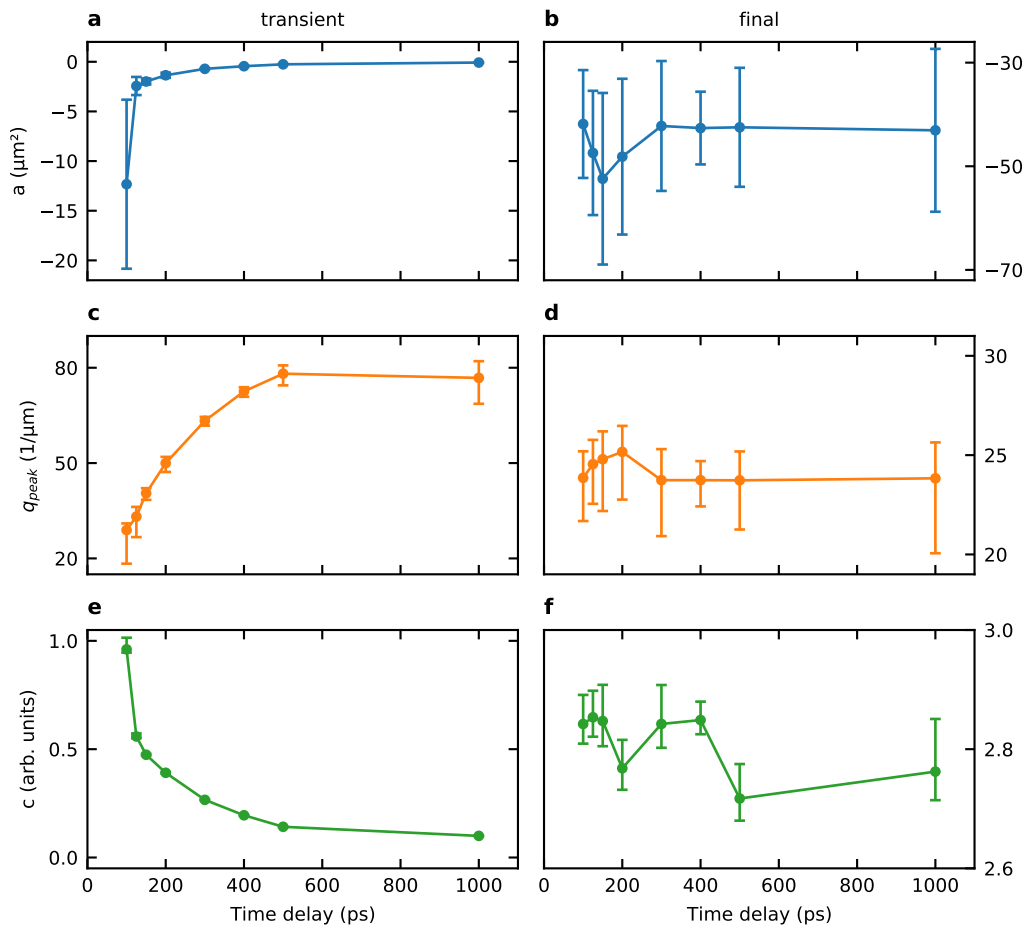 a transient
b final
0
−5
−10
−15
−20
a (µm²)
−30
−50
−70
c
d
80
50
20
q_peak (1/µm)
30
25
20
e
f
1.0
0.5
0.0
c (arb. units)
3.0
2.8
2.6
0 200 400 600 800 1000
0 200 400 600 800 1000
Time delay (ps)
Time delay (ps)